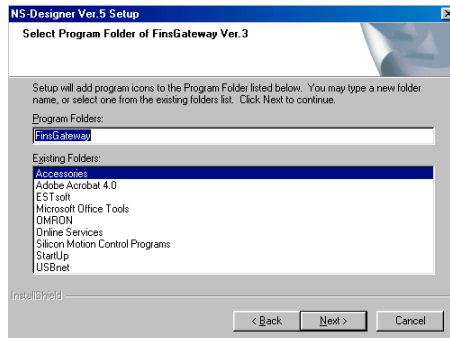 NS-Designer Ver.5 Setup
Select Program Folder of FinsGateway Ver.3
Setup will add program icons to the Program Folder listed below. You may type a new folder
name, or select one from the existing folders list. Click Next to continue.
Program Folders:
FinsGateway
Existing Folders:
Accessories
Adobe Acrobat 4.0
ESTsoft
Microsoft Office Tools
OMRON
Online Services
Silicon Motion Control Programs
StartUp
USBnet
InstallShield
< Back
Next >
Cancel